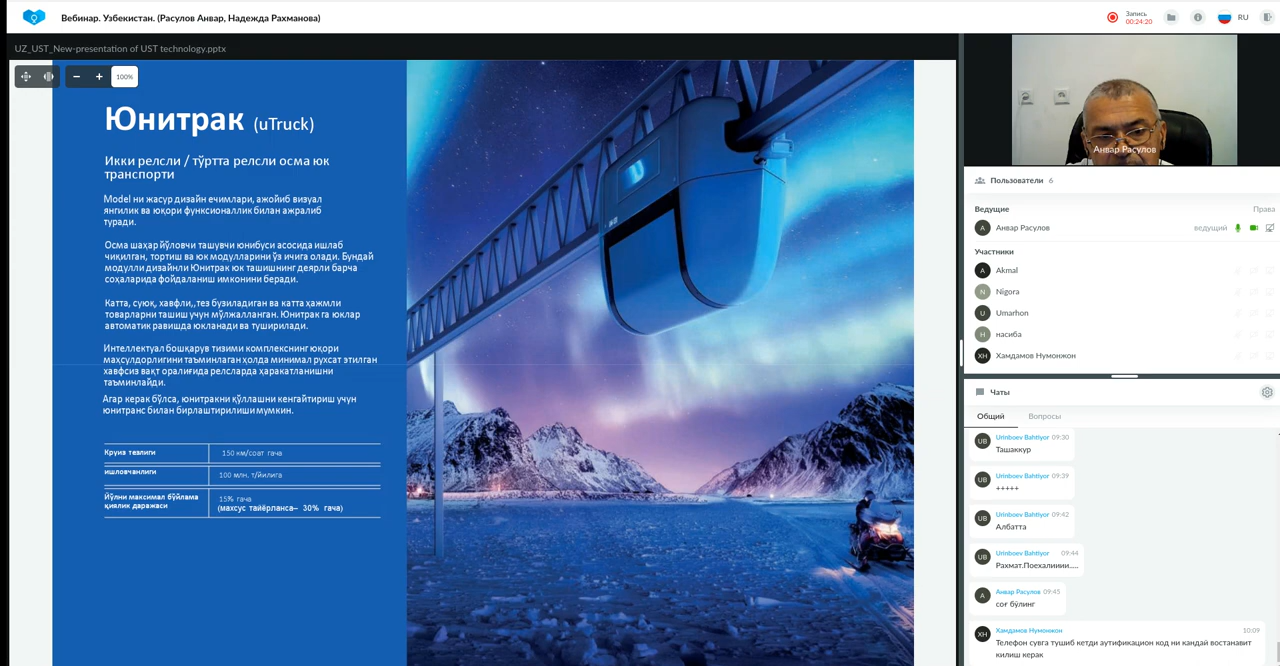 Вебинар. Узбекистан. (Расулов Анвар, Надежда Рахманова)
Запись
00:24:20
RU
UZ_UST_New-presentation of UST technology.pptx
100%
Юнитрак (uTruck)
Икки релсли / тўртта релсли осма юк
транспорти
Model ни жасур дизайн ечимлари, ажойиб визуал
янгилик ва юқори функсионаллик билан ажралиб
туради.
Осма шаҳар йўловчи ташувчи юнибуси асосида ишлаб
чиқилган, тортиш ва юк модулларини ўз ичига олади. Бундай
модулли дизайнли Юнитрак юк ташишнинг деярли барча
соҳаларида фойдаланиш имконини беради.
Катта, суюқ, хавфли,,тез бузиладиган ва катта ҳажмли
товарларни ташиш учун мўлжалланган. Юнитрак га юклар
автоматик равишда юкланади ва туширилади.
Интеллектуал бошқарув тизими комплекснинг юқори
маҳсулдорлигини таъминлаган ҳолда минимал рухсат этилган
хавфсиз вақт оралиғида релсларда ҳаракатланишни
таъминлайди.
Агар керак бўлса, юнитракни қўллашни кенгайтириш учун
юнитранс билан бирлаштирилиши мумкин.
Круиз тезлиги 150 км/соат гача
ишловчанлиги 100 млн. т/йилига
Йўлни максимал бўйлама
қиялик даражаси
15% гача
(махсус тайёрланса– 30% гача)
Анвар Расулов
Пользователи 6
Ведущие Права
А Анвар Расулов ведущий
Участники
A Akmal
N Nigora
U Umarhon
Н насиба
ХН Хамдамов Нумонжон
Чаты
Общий Вопросы
UB Urinboev Bahtiyor 09:30
Ташаккур
UB Urinboev Bahtiyor 09:39
+++++
UB Urinboev Bahtiyor 09:42
Албатта
UB Urinboev Bahtiyor 09:44
Рахмат.Поехалииии.....
А Анвар Расулов 09:45
соғ бўлинг
ХН Хамдамов Нумонжон 10:09
Телефон сувга тушиб кетди аутификацион код ни кандай востанавит
килиш керак